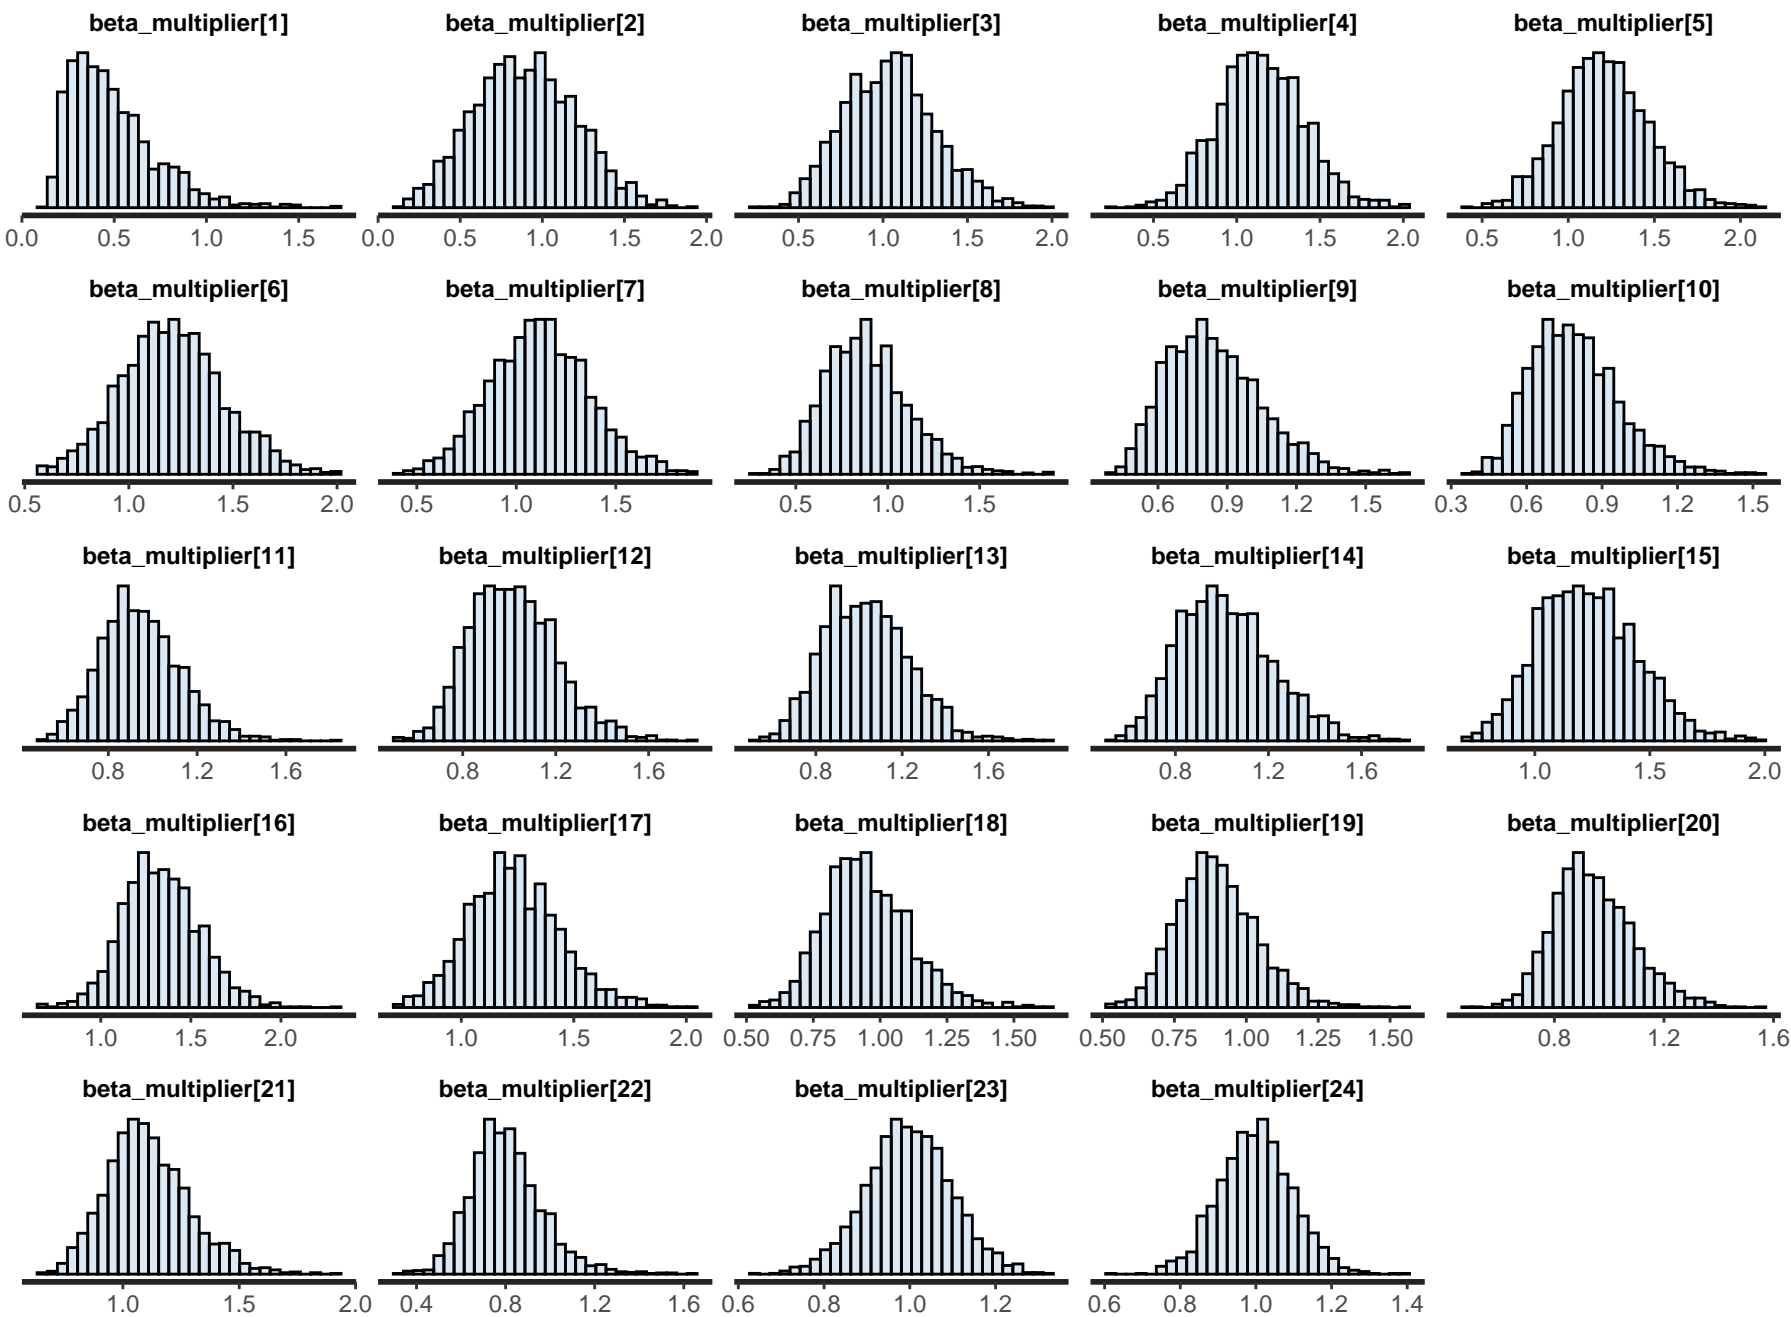 beta_multiplier[1] beta_multiplier[2] beta_multiplier[3] beta_multiplier[4] beta_multiplier[5]
0.0 0.5 1.0 1.5 0.0 0.5 1.0 1.5 2.0 0.5 1.0 1.5 2.0 0.5 1.0 1.5 2.0 0.5 1.0 1.5 2.0
beta_multiplier[6] beta_multiplier[7] beta_multiplier[8] beta_multiplier[9] beta_multiplier[10]
0.5 1.0 1.5 2.0 0.5 1.0 1.5 0.5 1.0 1.5 0.6 0.9 1.2 1.5 0.3 0.6 0.9 1.2 1.5
beta_multiplier[11] beta_multiplier[12] beta_multiplier[13] beta_multiplier[14] beta_multiplier[15]
0.8 1.2 1.6 0.8 1.2 1.6 0.8 1.2 1.6 0.8 1.2 1.6 1.0 1.5 2.0
beta_multiplier[16] beta_multiplier[17] beta_multiplier[18] beta_multiplier[19] beta_multiplier[20]
1.0 1.5 2.0 1.0 1.5 2.0 0.50 0.75 1.00 1.25 1.50 0.50 0.75 1.00 1.25 1.50 0.8 1.2 1.6
beta_multiplier[21] beta_multiplier[22] beta_multiplier[23] beta_multiplier[24]
1.0 1.5 2.0 0.4 0.8 1.2 1.6 0.6 0.8 1.0 1.2 0.6 0.8 1.0 1.2 1.4